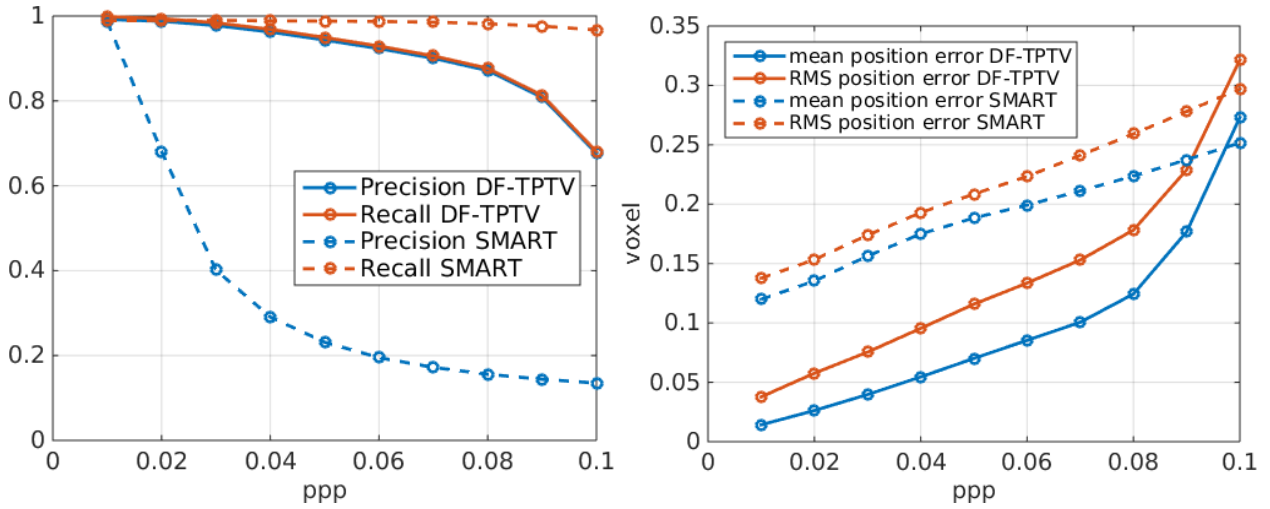 1
0.8
0.6
0.4
0.2
0
0
0.02
0.04
0.06
0.08
0.1
ppp
Precision DF-TPTV
Recall DF-TPTV
Precision SMART
Recall SMART
0.35
0.3
0.25
0.2
0.15
0.1
0.05
0
voxel
0
0.02
0.04
0.06
0.08
0.1
ppp
mean position error DF-TPTV
RMS position error DF-TPTV
mean position error SMART
RMS position error SMART